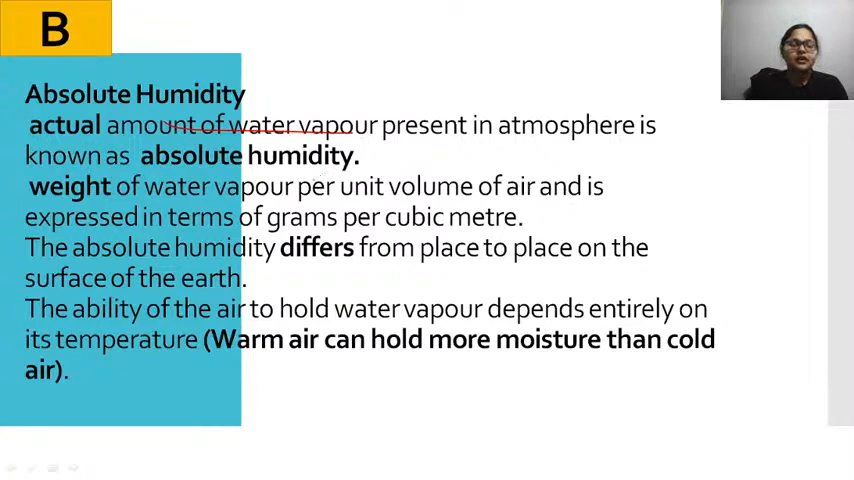 B
Absolute Humidity
actual amount of water vapour present in atmosphere is
known as absolute humidity.
weight of water vapour per unit volume of air and is
expressed in terms of grams per cubic metre.
The absolute humidity differs from place to place on the
surface of the earth.
The ability of the air to hold water vapour depends entirely on
its temperature (Warm air can hold more moisture than cold
air).